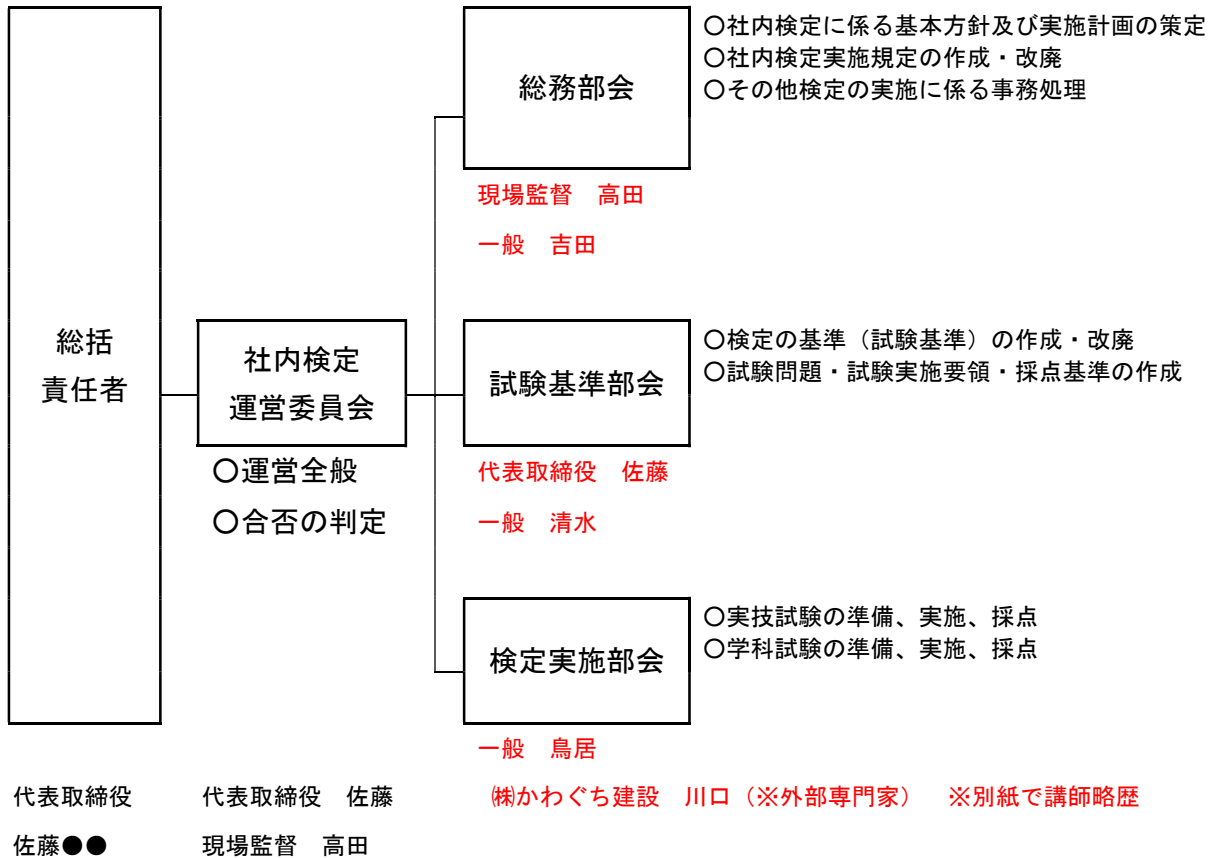 総括
責任者
社内検定
運営委員会
〇運営全般
〇合否の判定
総務部会
〇社内検定に係る基本方針及び実施計画の策定
〇社内検定実施規定の作成・改廃
〇その他検定の実施に係る事務処理
現場監督　高田
一般　吉田
試験基準部会
〇検定の基準（試験基準）の作成・改廃
〇試験問題・試験実施要領・採点基準の作成
代表取締役　佐藤
一般　清水
検定実施部会
〇実技試験の準備、実施、採点
〇学科試験の準備、実施、採点
一般　鳥居
㈱かわぐち建設　川口（※外部専門家）　※別紙で講師略歴
代表取締役
佐藤●●
代表取締役　佐藤
現場監督　高田